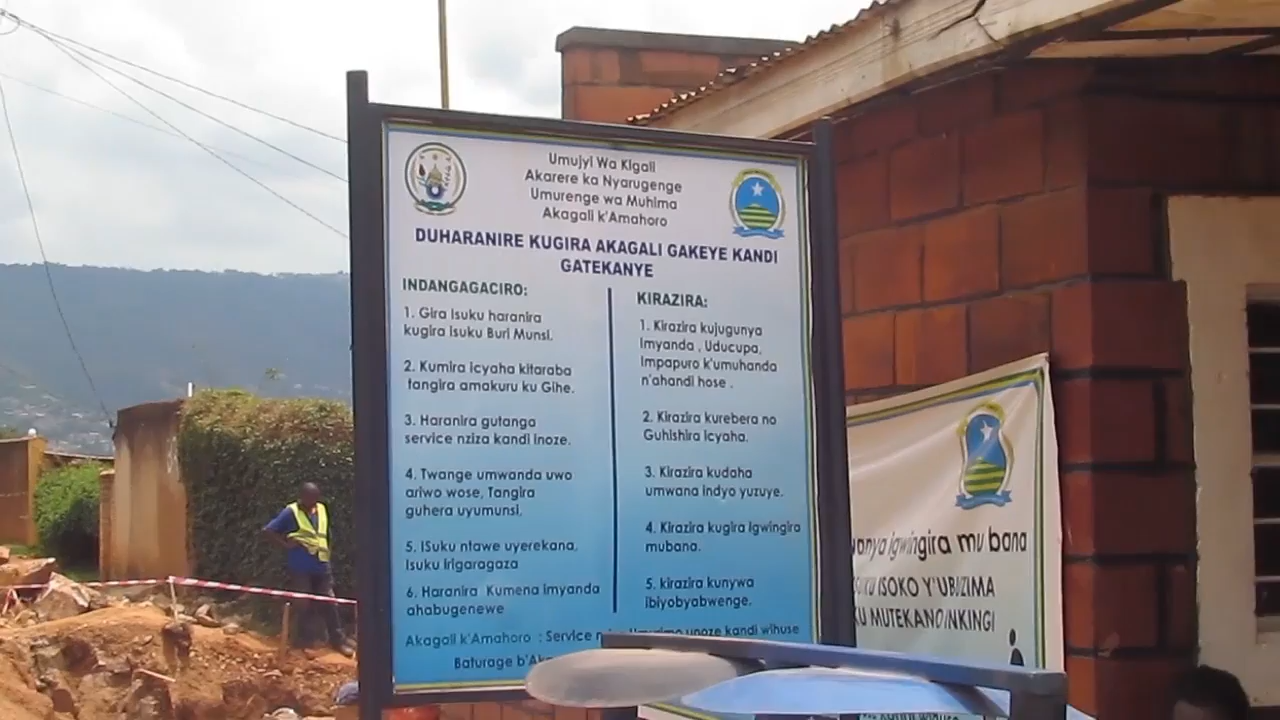 Umujyi Wa Kigali
Akarere ka Nyarugenge
Umurenge wa Muhima
Akagali k'Amahoro
DUHARANIRE KUGIRA AKAGALI GAKEYE KANDI
GATEKANYE
INDANGAGACIRO:
1. Gira Isuku haranira
kugira Isuku Buri Munsi.
2. Kumira icyaha kitaraba
tangira amakuru ku Gihe.
3. Haranira gutanga
service nziza kandi inoze.
4. Twange umwanda uwo
ariwo wose, Tangira
guhera uyumunsi.
5. ISuku ntawe uyerekana,
Isuku Irigaragaza
6. Haranira Kumena imyanda
ahabugenewe
KIRAZIRA:
1. Kirazira kujugunya
Imyanda , Uducupa,
Impapuro k'umuhanda
n'ahandi hose .
2. Kirazira kurebera no
Guhishira Icyaha.
3. Kirazira kudaha
umwana indyo yuzuye.
4. Kirazira kugira Igwingira
mubana.
5. kirazira kunywa
ibiyobyabwenge.
Akagali k'Amahoro : Service unoze kandi wihuse
Baturage
Igwingira mu bana
ISOKO Y'UBUZIMA
MUTEKANO INKINGI